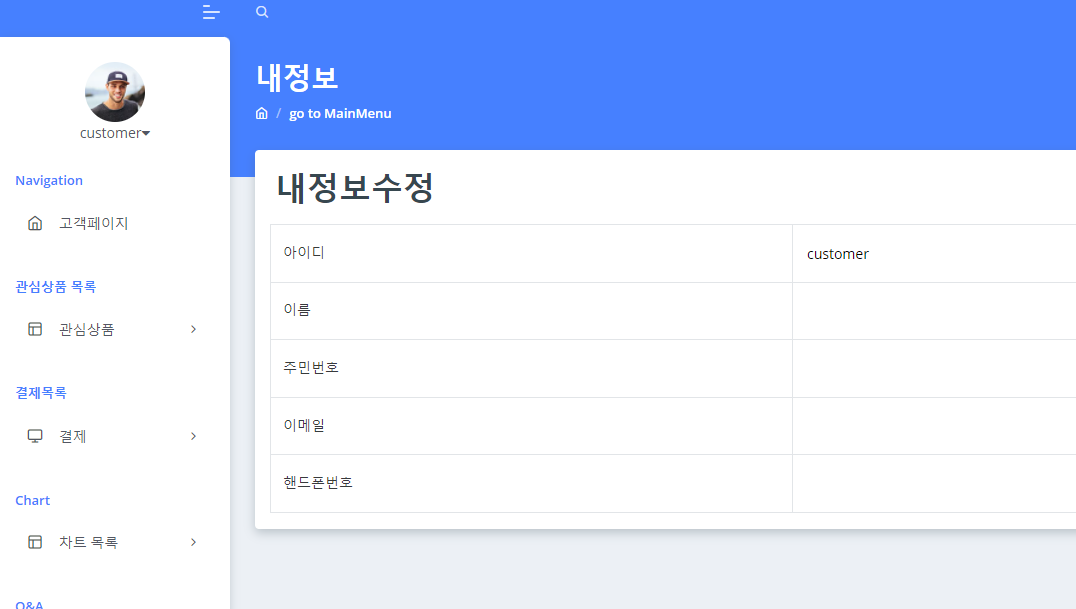 내정보
/ go to MainMenu
customer
Navigation
고객페이지
관심상품 목록
관심상품
결제목록
결제
Chart
차트 목록
Q&A
내정보수정
아이디 customer
이름
주민번호
이메일
핸드폰번호